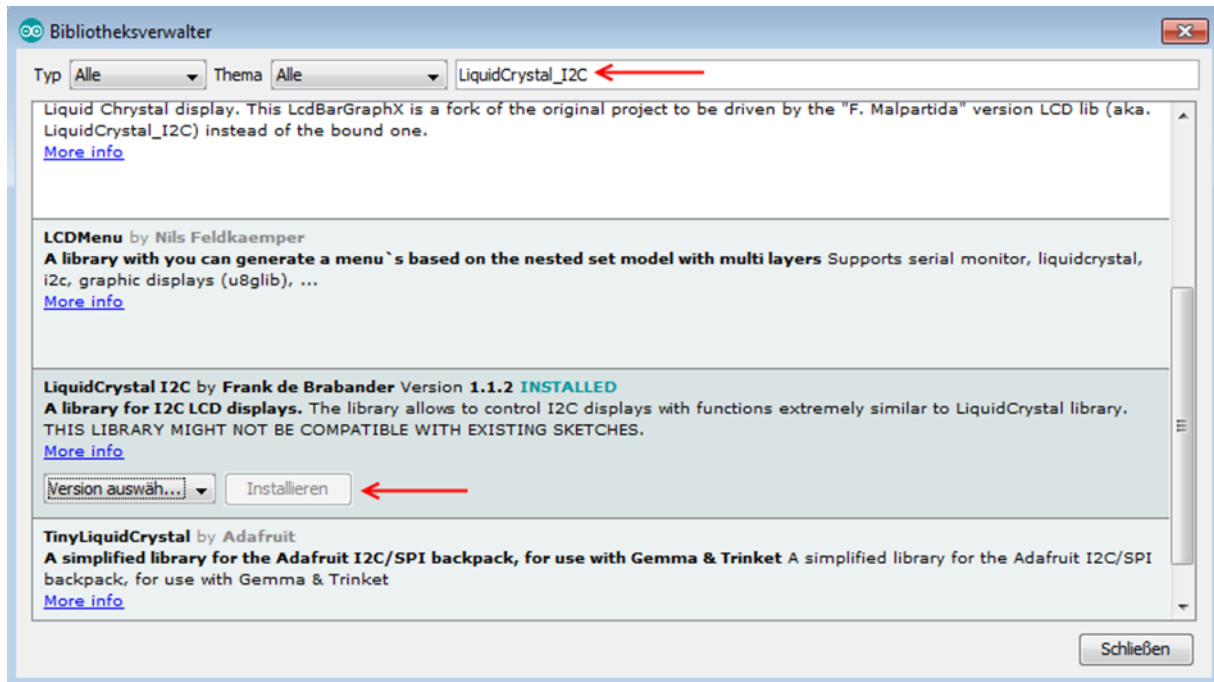 Bibliotheksverwalter
Typ Alle Thema Alle LiquidCrystal_I2C
Liquid Chrystal display. This LcdBarGraphX is a fork of the original project to be driven by the "F. Malpartida" version LCD lib (aka.
LiquidCrystal_I2C) instead of the bound one.
More info
LCDMenu by Nils Feldkaemper
A library with you can generate a menu`s based on the nested set model with multi layers Supports serial monitor, liquidcrystal,
i2c, graphic displays (u8glib), ...
More info
LiquidCrystal I2C by Frank de Brabander Version 1.1.2 INSTALLED
A library for I2C LCD displays. The library allows to control I2C displays with functions extremely similar to LiquidCrystal library.
THIS LIBRARY MIGHT NOT BE COMPATIBLE WITH EXISTING SKETCHES.
More info
Version auswäh... Installieren
TinyLiquidCrystal by Adafruit
A simplified library for the Adafruit I2C/SPI backpack, for use with Gemma & Trinket A simplified library for the Adafruit I2C/SPI
backpack, for use with Gemma & Trinket
More info
Schließen